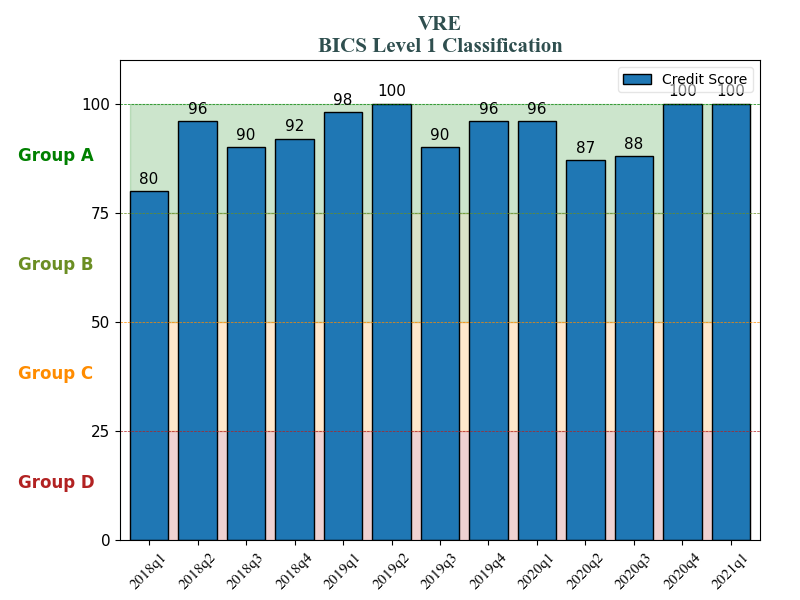 VRE
BICS Level 1 Classification
Credit Score
100
75
50
25
0
Group A
Group B
Group C
Group D
80
96
90
92
98
100
90
96
96
87
88
100
100
2018q1
2018q2
2018q3
2018q4
2019q1
2019q2
2019q3
2019q4
2020q1
2020q2
2020q3
2020q4
2021q1